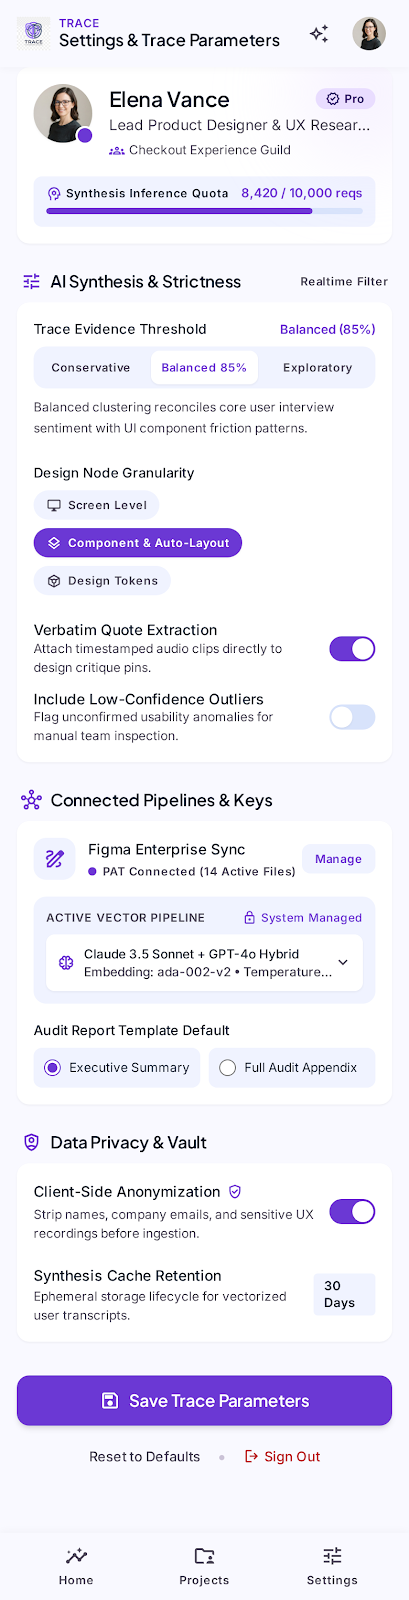 TRACE
TRACE
Settings & Trace Parameters
Elena Vance
Pro
Lead Product Designer & UX Resear...
Checkout Experience Guild
Synthesis Inference Quota
8,420 / 10,000 reqs
AI Synthesis & Strictness
Realtime Filter
Trace Evidence Threshold
Balanced (85%)
Conservative
Balanced 85%
Exploratory
Balanced clustering reconciles core user interview
sentiment with UI component friction patterns.
Design Node Granularity
Screen Level
Component & Auto-Layout
Design Tokens
Verbatim Quote Extraction
Attach timestamped audio clips directly to
design critique pins.
Include Low-Confidence Outliers
Flag unconfirmed usability anomalies for
manual team inspection.
Connected Pipelines & Keys
Figma Enterprise Sync
PAT Connected (14 Active Files)
Manage
ACTIVE VECTOR PIPELINE
System Managed
Claude 3.5 Sonnet + GPT-4o Hybrid
Embedding: ada-002-v2 • Temperature...
Audit Report Template Default
Executive Summary
Full Audit Appendix
Data Privacy & Vault
Client-Side Anonymization
Strip names, company emails, and sensitive UX
recordings before ingestion.
Synthesis Cache Retention
Ephemeral storage lifecycle for vectorized
user transcripts.
30
Days
Save Trace Parameters
Reset to Defaults
Sign Out
Home
Projects
Settings